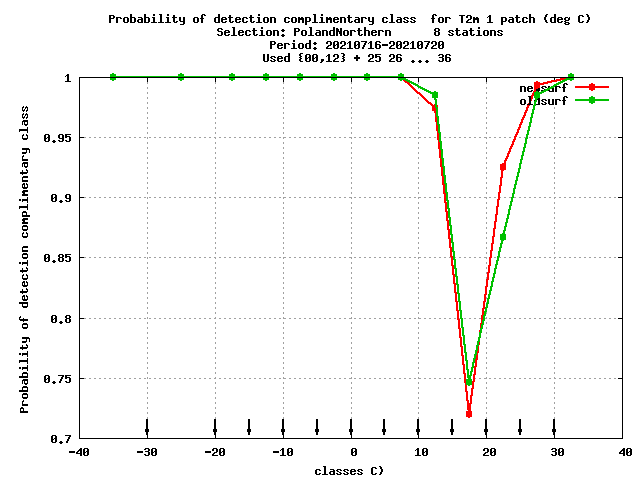 Probability of detection complimentary class  for T2m 1 patch (deg C)
Selection: PolandNorthern      8 stations
Period: 20210716-20210720
Used {00,12} + 25 26 ... 36
newsurf
oldsurf
1
0.95
0.9
0.85
0.8
0.75
0.7
Probability of detection complimentary class
-40 -30 -20 -10 0 10 20 30 40
classes C)